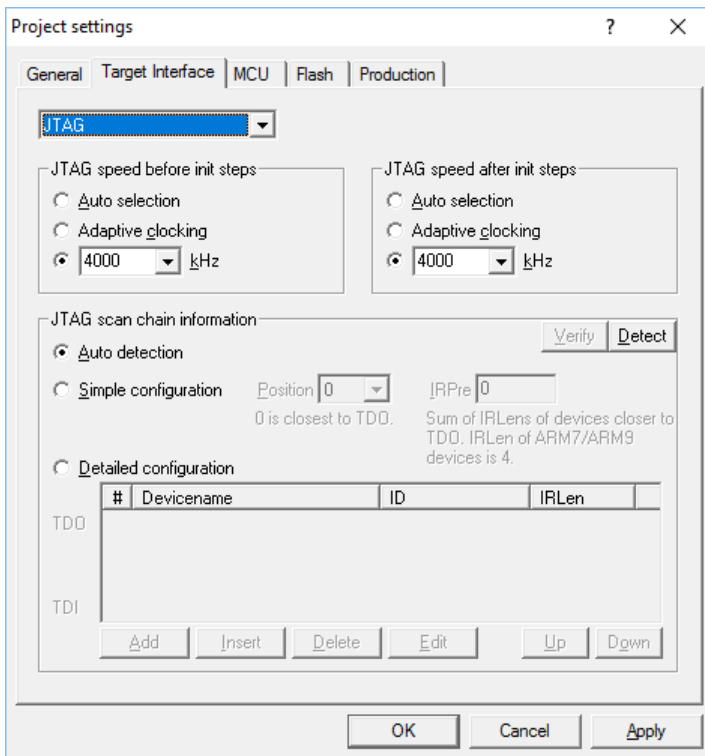 Project settings
?
General Target Interface MCU Flash Production
JTAG
JTAG speed before init steps
Auto selection
Adaptive clocking
4000 kHz
JTAG speed after init steps
Auto selection
Adaptive clocking
4000 kHz
JTAG scan chain information
Verify Detect
Auto detection
Simple configuration Position 0 IRPre 0
0 is closest to TDO.
Sum of IRLens of devices closer to
TDO. IRLen of ARM7/ARM9
devices is 4.
Detailed configuration
# Devicename ID IRLen
TDO
TDI
Add Insert Delete Edit Up Down
OK Cancel Apply